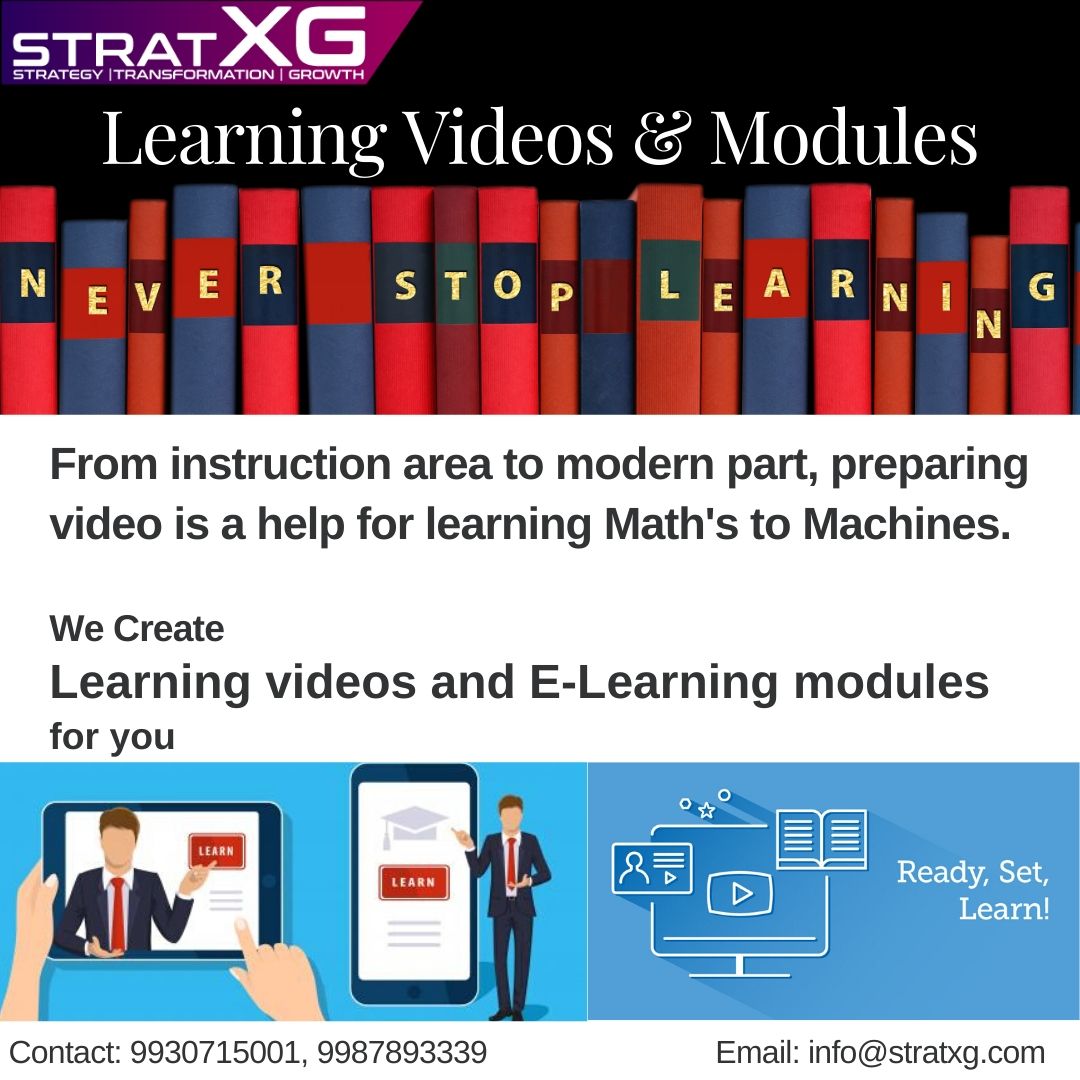 STRATXG
STRATEGY |TRANSFORMATION | GROWTH
Learning Videos & Modules
NEVER STOP LEARNING
From instruction area to modern part, preparing
video is a help for learning Math's to Machines.
We Create
Learning videos and E-Learning modules
for you
LEARN
LEARN
Ready, Set,
Learn!
Contact: 9930715001, 9987893339
Email: info@stratxg.com